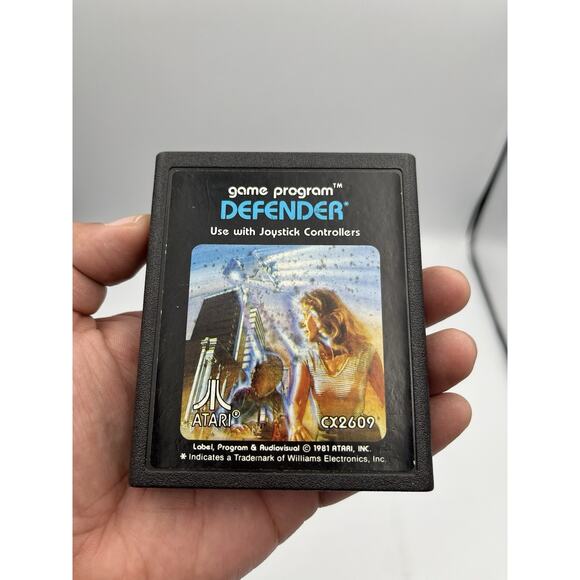 game program™
DEFENDER*
Use with Joystick Controllers
ATARI®
CX2609
Label, Program & Audiovisual © 1981 ATARI, INC.
* Indicates a Trademark of Williams Electronics, Inc.